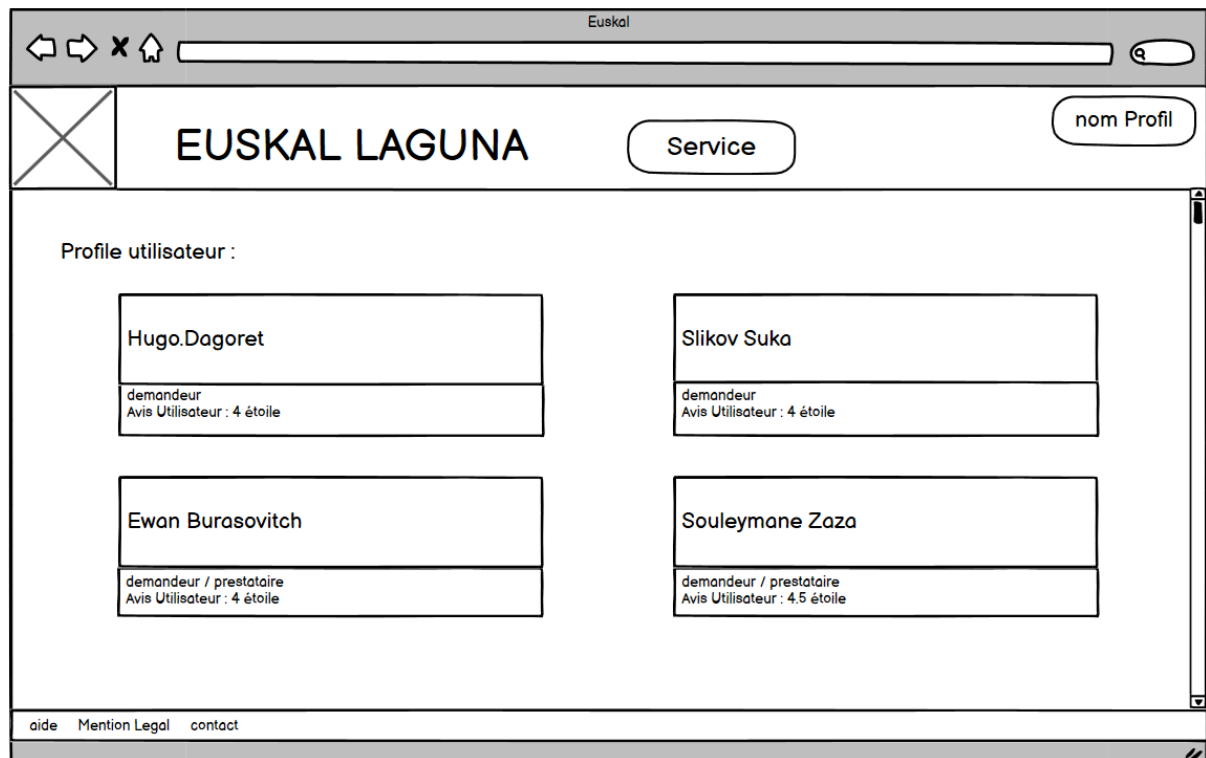 Euskal
EUSKAL LAGUNA
Service
nom Profil
Profile utilisateur :
Hugo.Dagoret
demandeur
Avis Utilisateur : 4 étoile
Slikov Suka
demandeur
Avis Utilisateur : 4 étoile
Ewan Burasovitch
demandeur / prestataire
Avis Utilisateur : 4 étoile
Souleymane Zaza
demandeur / prestataire
Avis Utilisateur : 4.5 étoile
aide
Mention Legal
contact